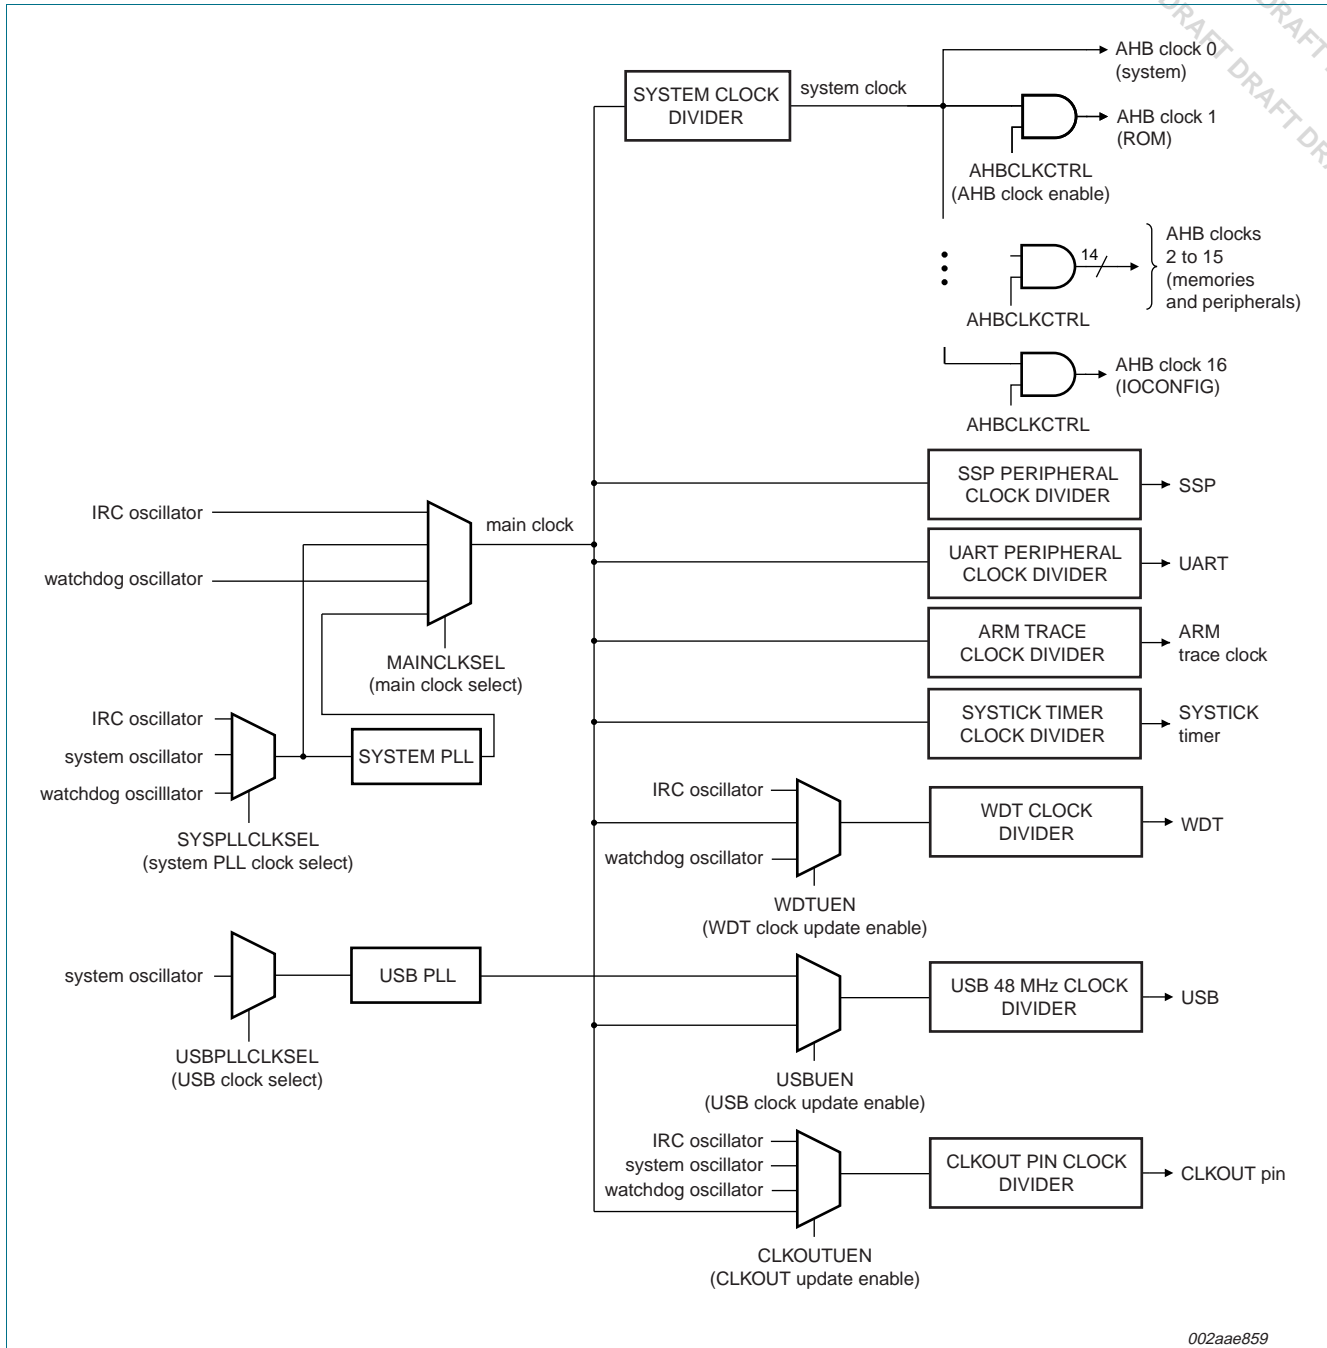 DRAFT DRAFT DRA
DRAFT
AHB clock 0
(system)
SYSTEM CLOCK
DIVIDER
system clock
AHB clock 1
(ROM)
AHBCLKCTRL
(AHB clock enable)
14
AHB clocks
2 to 15
(memories
and peripherals)
AHBCLKCTRL
AHB clock 16
(IOCONFIG)
AHBCLKCTRL
SSP PERIPHERAL
CLOCK DIVIDER
SSP
IRC oscillator
main clock
watchdog oscillator
UART PERIPHERAL
CLOCK DIVIDER
UART
MAINCLKSEL
(main clock select)
ARM TRACE
CLOCK DIVIDER
ARM
trace clock
IRC oscillator
system oscillator
watchdog oscilllator
SYSTEM PLL
SYSPLLCLKSEL
(system PLL clock select)
SYSTICK TIMER
CLOCK DIVIDER
SYSTICK
timer
IRC oscillator
watchdog oscillator
WDT CLOCK
DIVIDER
WDT
WDTUEN
(WDT clock update enable)
system oscillator
USB PLL
USBPLLCLKSEL
(USB clock select)
USB 48 MHz CLOCK
DIVIDER
USB
USBUEN
(USB clock update enable)
IRC oscillator
system oscillator
watchdog oscillator
CLKOUT PIN CLOCK
DIVIDER
CLKOUT pin
CLKOUTUEN
(CLKOUT update enable)
002aae859